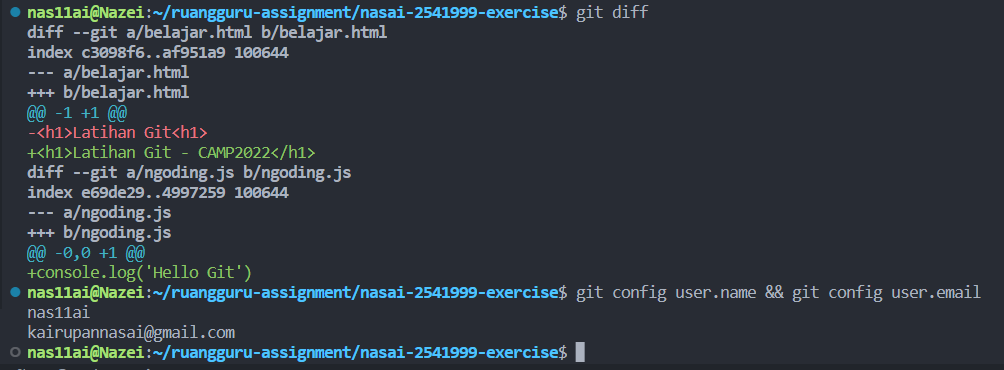 nas11ai@Nazei:~/ruangguru-assignment/nasai-2541999-exercise$ git diff
diff --git a/belajar.html b/belajar.html
index c3098f6..af951a9 100644
--- a/belajar.html
+++ b/belajar.html
@@ -1 +1 @@
-<h1>Latihan Git<h1>
+<h1>Latihan Git - CAMP2022</h1>
diff --git a/ngoding.js b/ngoding.js
index e69de29..4997259 100644
--- a/ngoding.js
+++ b/ngoding.js
@@ -0,0 +1 @@
+console.log('Hello Git')
nas11ai@Nazei:~/ruangguru-assignment/nasai-2541999-exercise$ git config user.name && git config user.email
nas11ai
kairupannasai@gmail.com
nas11ai@Nazei:~/ruangguru-assignment/nasai-2541999-exercise$